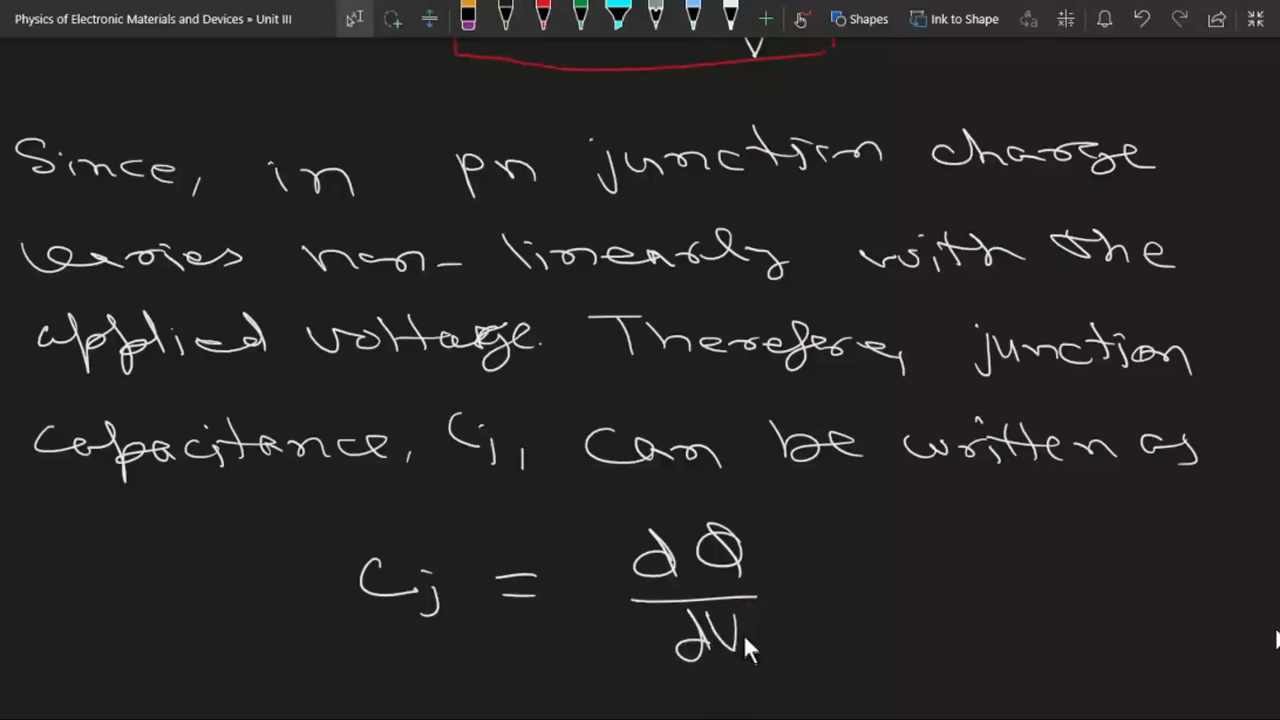 Physics of Electronic Materials and Devices » Unit III
Shapes
Ink to Shape
V
Since, in pn junction charge
varies non-linearly with the
applied voltage. Therefore, junction
capacitance, Cj, can be written as
Cj = dQ
dV